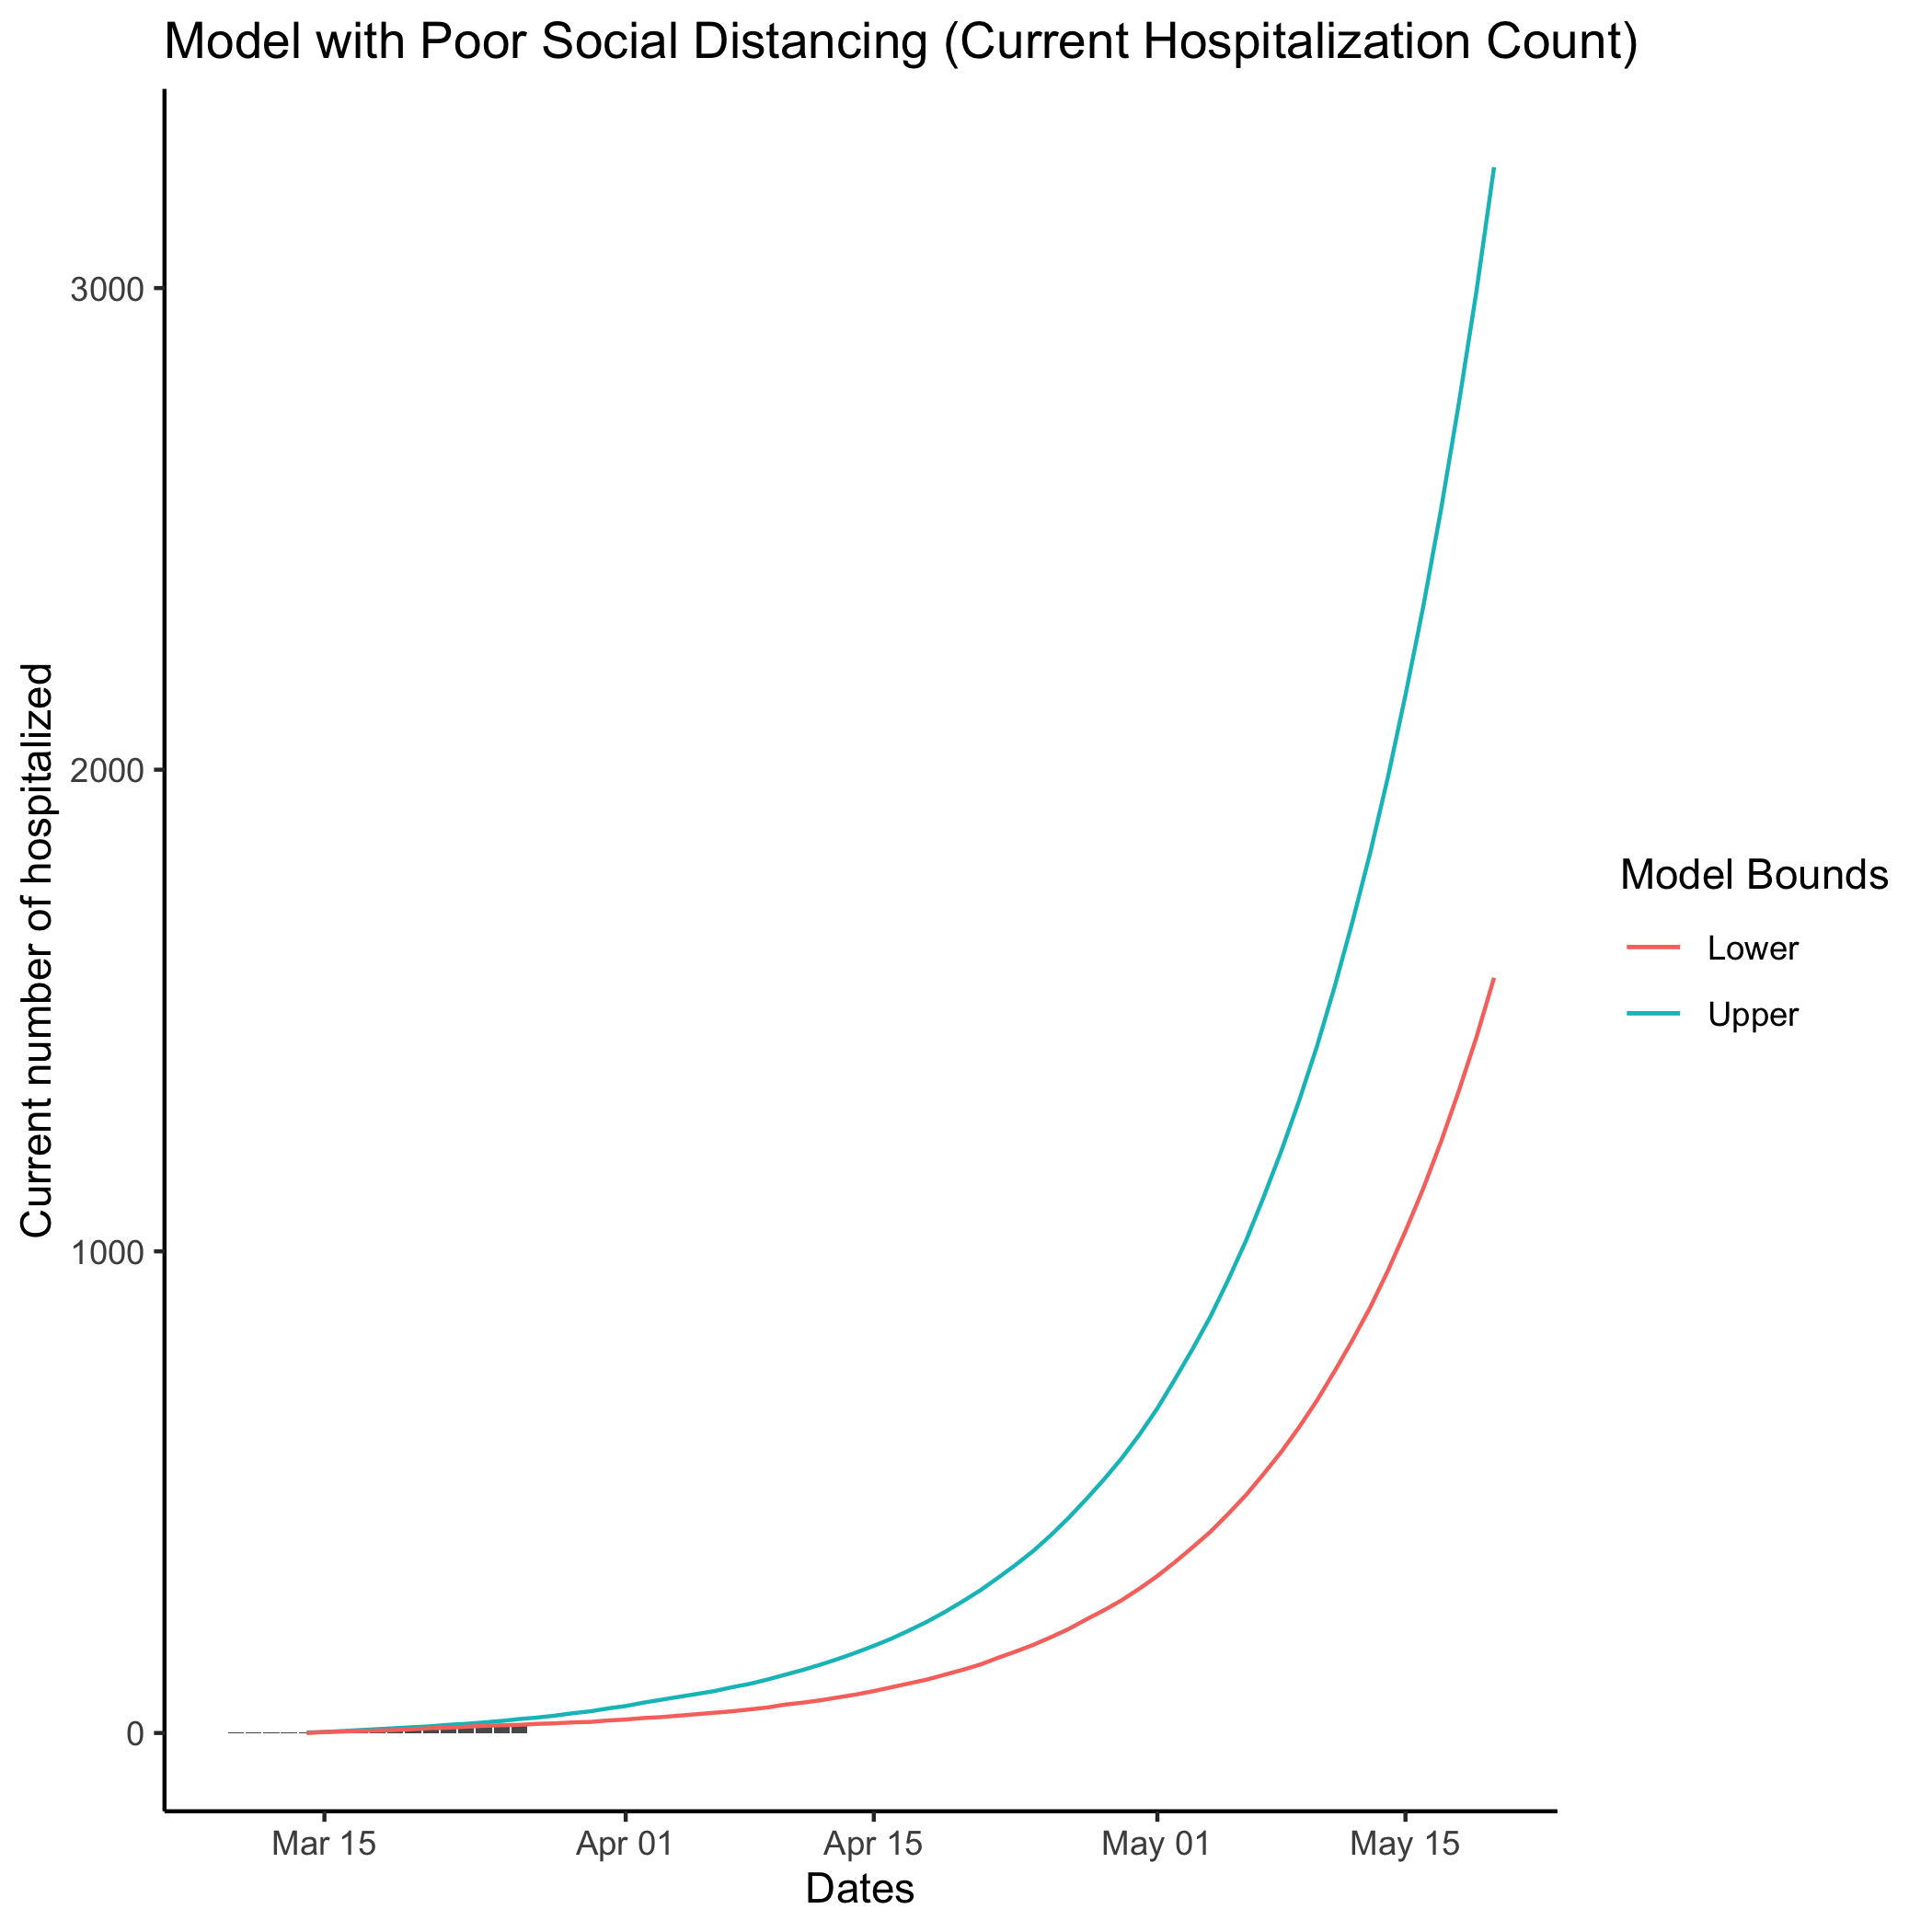 Model with Poor Social Distancing (Current Hospitalization Count)
Current number of hospitalized
3000
2000
1000
0
Mar 15
Apr 01
Apr 15
May 01
May 15
Dates
Model Bounds
Lower
Upper